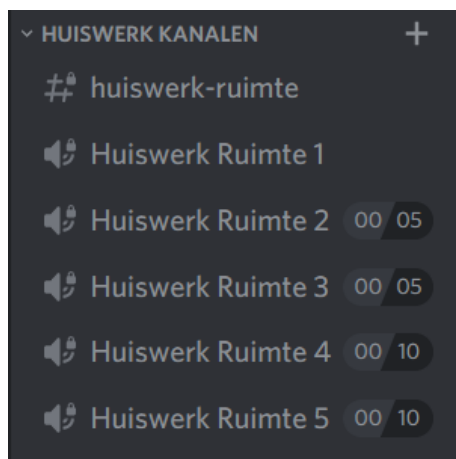 HUISWERK KANALEN
huiswerk-ruimte
Huiswerk Ruimte 1
Huiswerk Ruimte 2 00 05
Huiswerk Ruimte 3 00 05
Huiswerk Ruimte 4 00 10
Huiswerk Ruimte 5 00 10